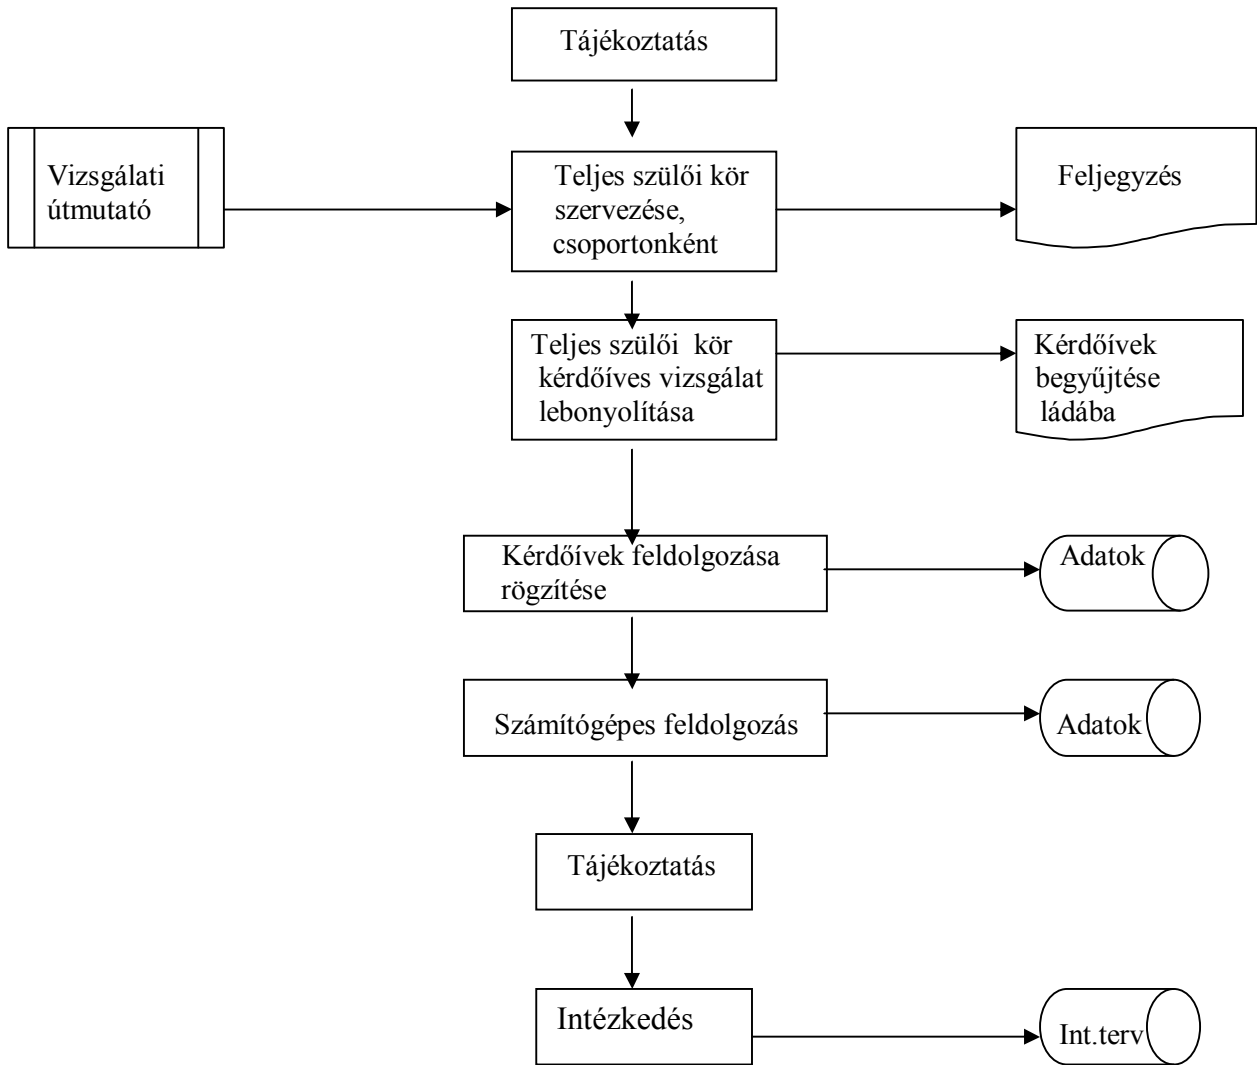 Tájékoztatás
Vizsgálati
útmutató
Teljes szülői kör
szervezése,
csoportonként
Feljegyzés
Teljes szülői kör
kérdőíves vizsgálat
lebonyolítása
Kérdőívek
begyűjtése
ládába
Kérdőívek feldolgozása
rögzítése
Adatok
Számítógépes feldolgozás
Adatok
Tájékoztatás
Intézkedés
Int.terv